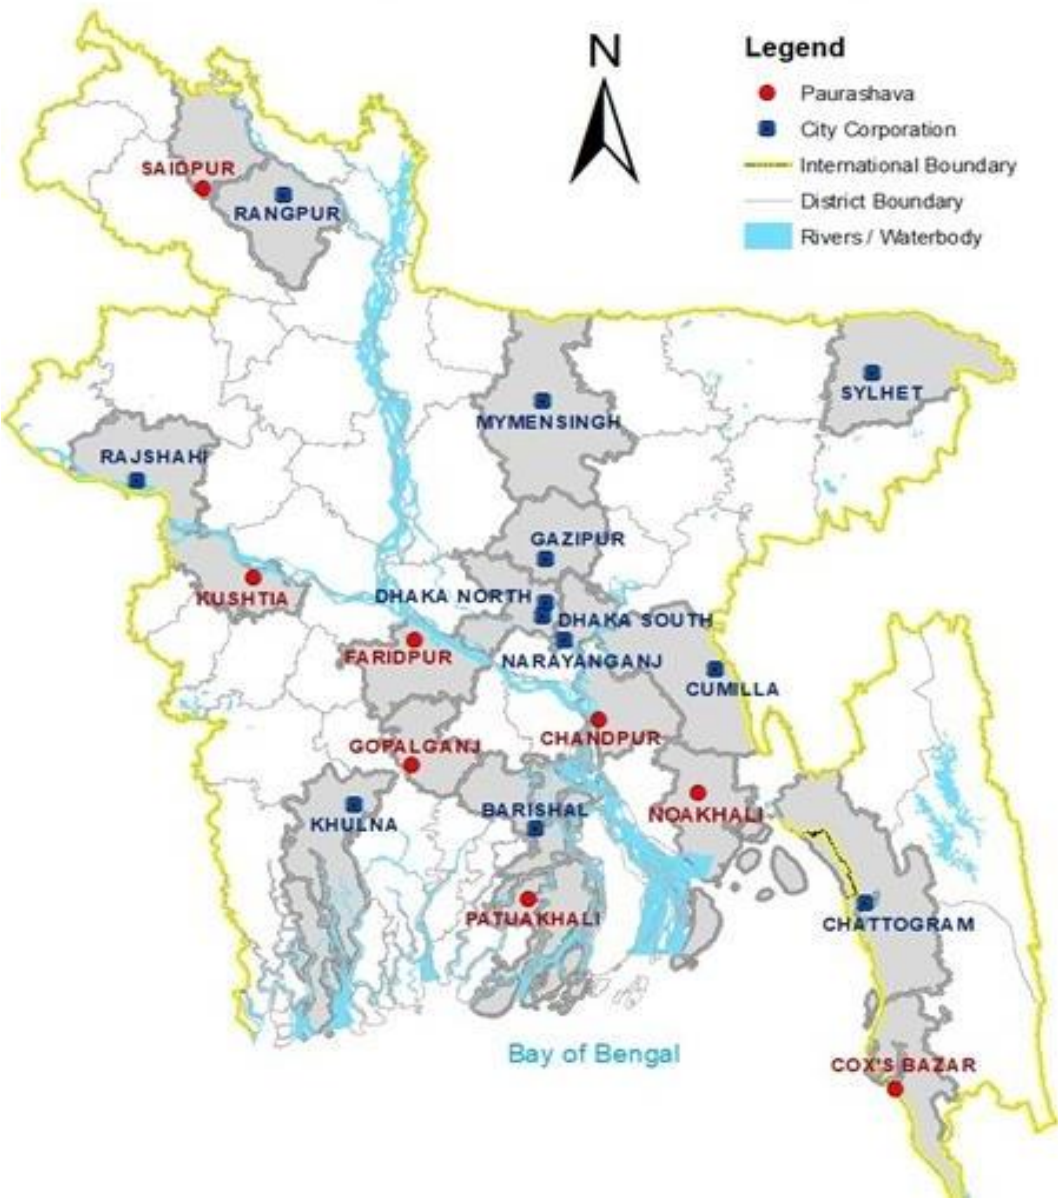 N
Legend
Paurashava
City Corporation
International Boundary
District Boundary
Rivers / Waterbody
SAIDPUR
RANGPUR
SYLHET
MYMENSINGH
RAJSHAHI
GAZIPUR
DHAKA NORTH
KUSHTIA
DHAKA SOUTH
FARIDPUR
NARAYANGANJ
CUMILLA
CHANDPUR
GOPALGANJ
BARISHAL
NOAKHALI
KHULNA
PATUAKHALI
CHATTOGRAM
Bay of Bengal
COX'S BAZAR